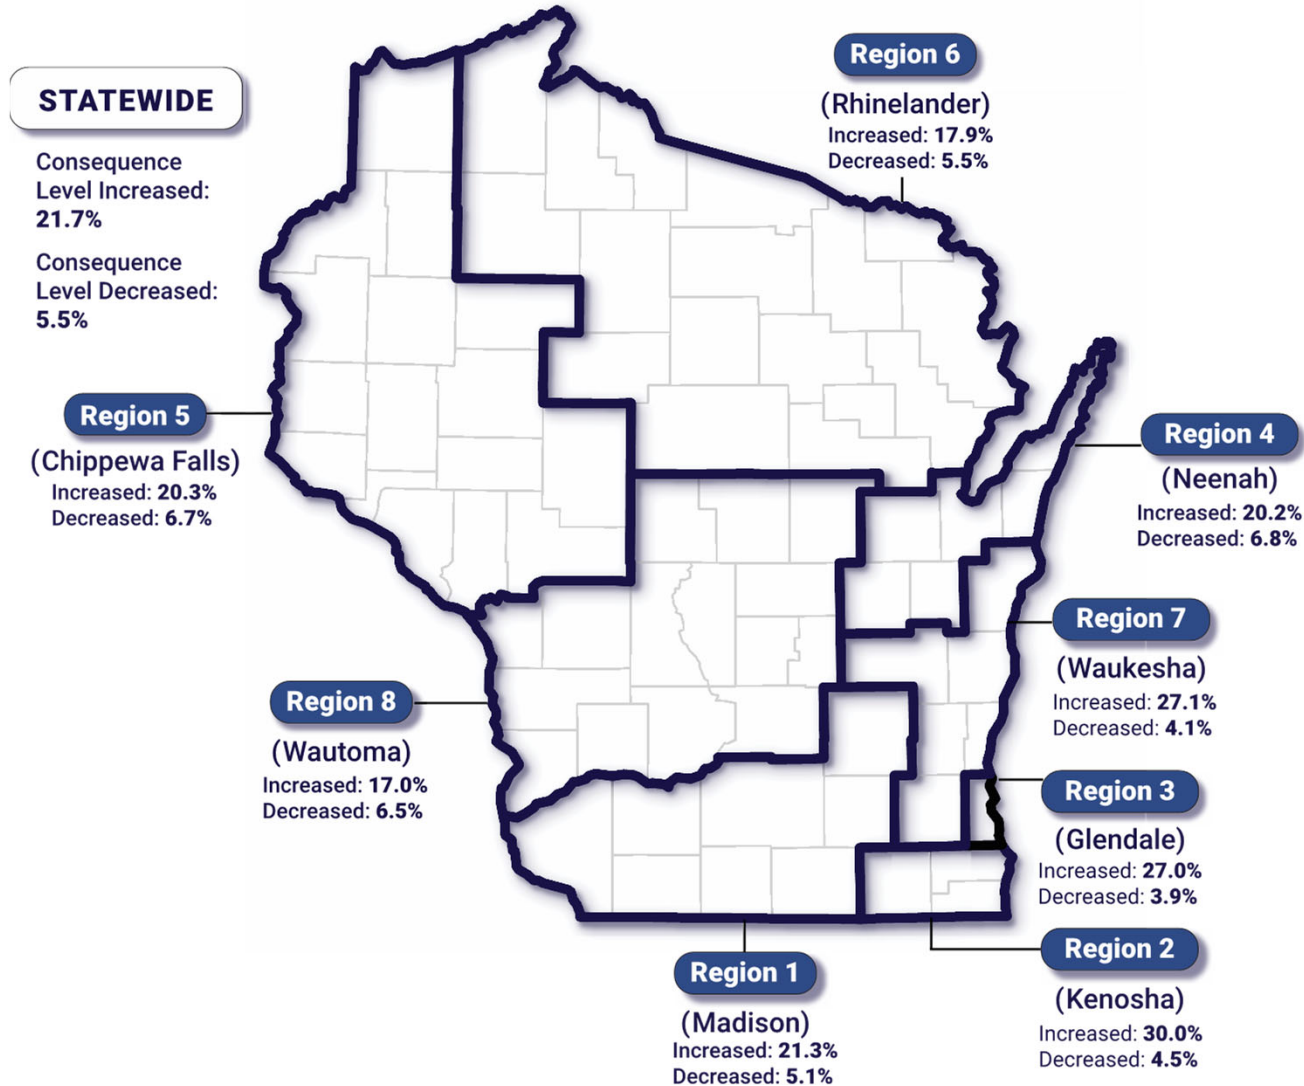 STATEWIDE
Consequence
Level Increased:
21.7%
Consequence
Level Decreased:
5.5%
Region 6
(Rhinelander)
Increased: 17.9%
Decreased: 5.5%
Region 5
(Chippewa Falls)
Increased: 20.3%
Decreased: 6.7%
Region 4
(Neenah)
Increased: 20.2%
Decreased: 6.8%
Region 7
(Waukesha)
Increased: 27.1%
Decreased: 4.1%
Region 8
(Wautoma)
Increased: 17.0%
Decreased: 6.5%
Region 3
(Glendale)
Increased: 27.0%
Decreased: 3.9%
Region 2
(Kenosha)
Increased: 30.0%
Decreased: 4.5%
Region 1
(Madison)
Increased: 21.3%
Decreased: 5.1%